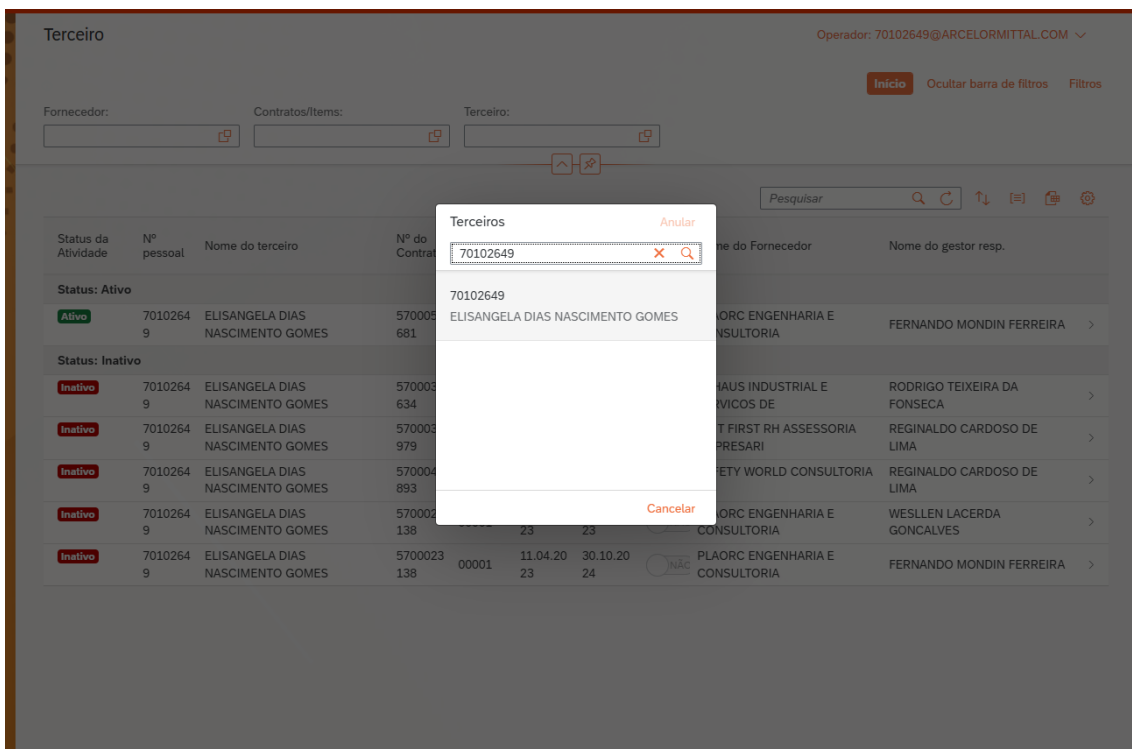 Terceiro
Operador: 70102649@ARCELORMITTAL.COM
Início Ocultar barra de filtros Filtros
Fornecedor: Contratos/Items: Terceiro:
Pesquisar
Terceiros Anular
70102649
70102649
ELISANGELA DIAS NASCIMENTO GOMES
Cancelar
Status da Nº Nº do
Atividade pessoal Nome do terceiro Contrat me do Fornecedor Nome do gestor resp.
Status: Ativo
Ativo 7010264 ELISANGELA DIAS 570005 AORC ENGENHARIA E FERNANDO MONDIN FERREIRA
9 NASCIMENTO GOMES 681 NSULTORIA
Status: Inativo
Inativo 7010264 ELISANGELA DIAS 570003 HAUS INDUSTRIAL E RODRIGO TEIXEIRA DA
9 NASCIMENTO GOMES 634 RVICOS DE FONSECA
Inativo 7010264 ELISANGELA DIAS 570003 T FIRST RH ASSESSORIA REGINALDO CARDOSO DE
9 NASCIMENTO GOMES 979 PRESARI LIMA
Inativo 7010264 ELISANGELA DIAS 570004 FETY WORLD CONSULTORIA REGINALDO CARDOSO DE
9 NASCIMENTO GOMES 893 LIMA
Inativo 7010264 ELISANGELA DIAS 570002 AORC ENGENHARIA E WESLLEN LACERDA
9 NASCIMENTO GOMES 138 23 23 CONSULTORIA GONCALVES
Inativo 7010264 ELISANGELA DIAS 5700023 00001 11.04.20 30.10.20 NÃO PLAORC ENGENHARIA E FERNANDO MONDIN FERREIRA
9 NASCIMENTO GOMES 138 23 24 CONSULTORIA